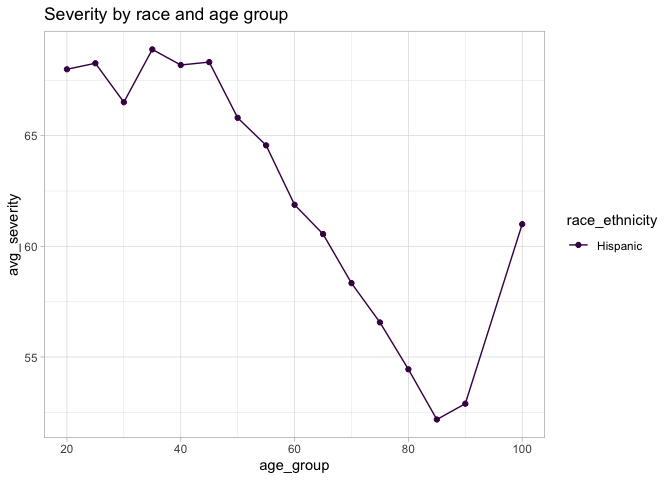 Severity by race and age group
65
60
55
avg_severity
20 40 60 80 100
age_group
race_ethnicity
Hispanic